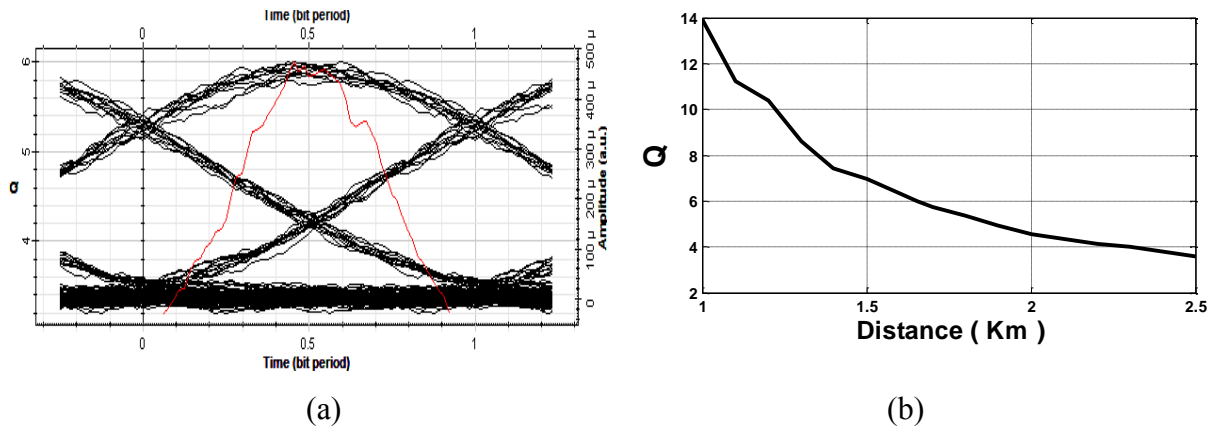 Time (bit period)
0 0.5 1
6
5
4
Q
500 µ
400 µ
300 µ
200 µ
100 µ
0
Amplitude (a.u.)
0 0.5 1
Time (bit period)
(a)
14
12
10
8
6
4
2
Q
1 1.5 2 2.5
Distance ( Km )
(b)